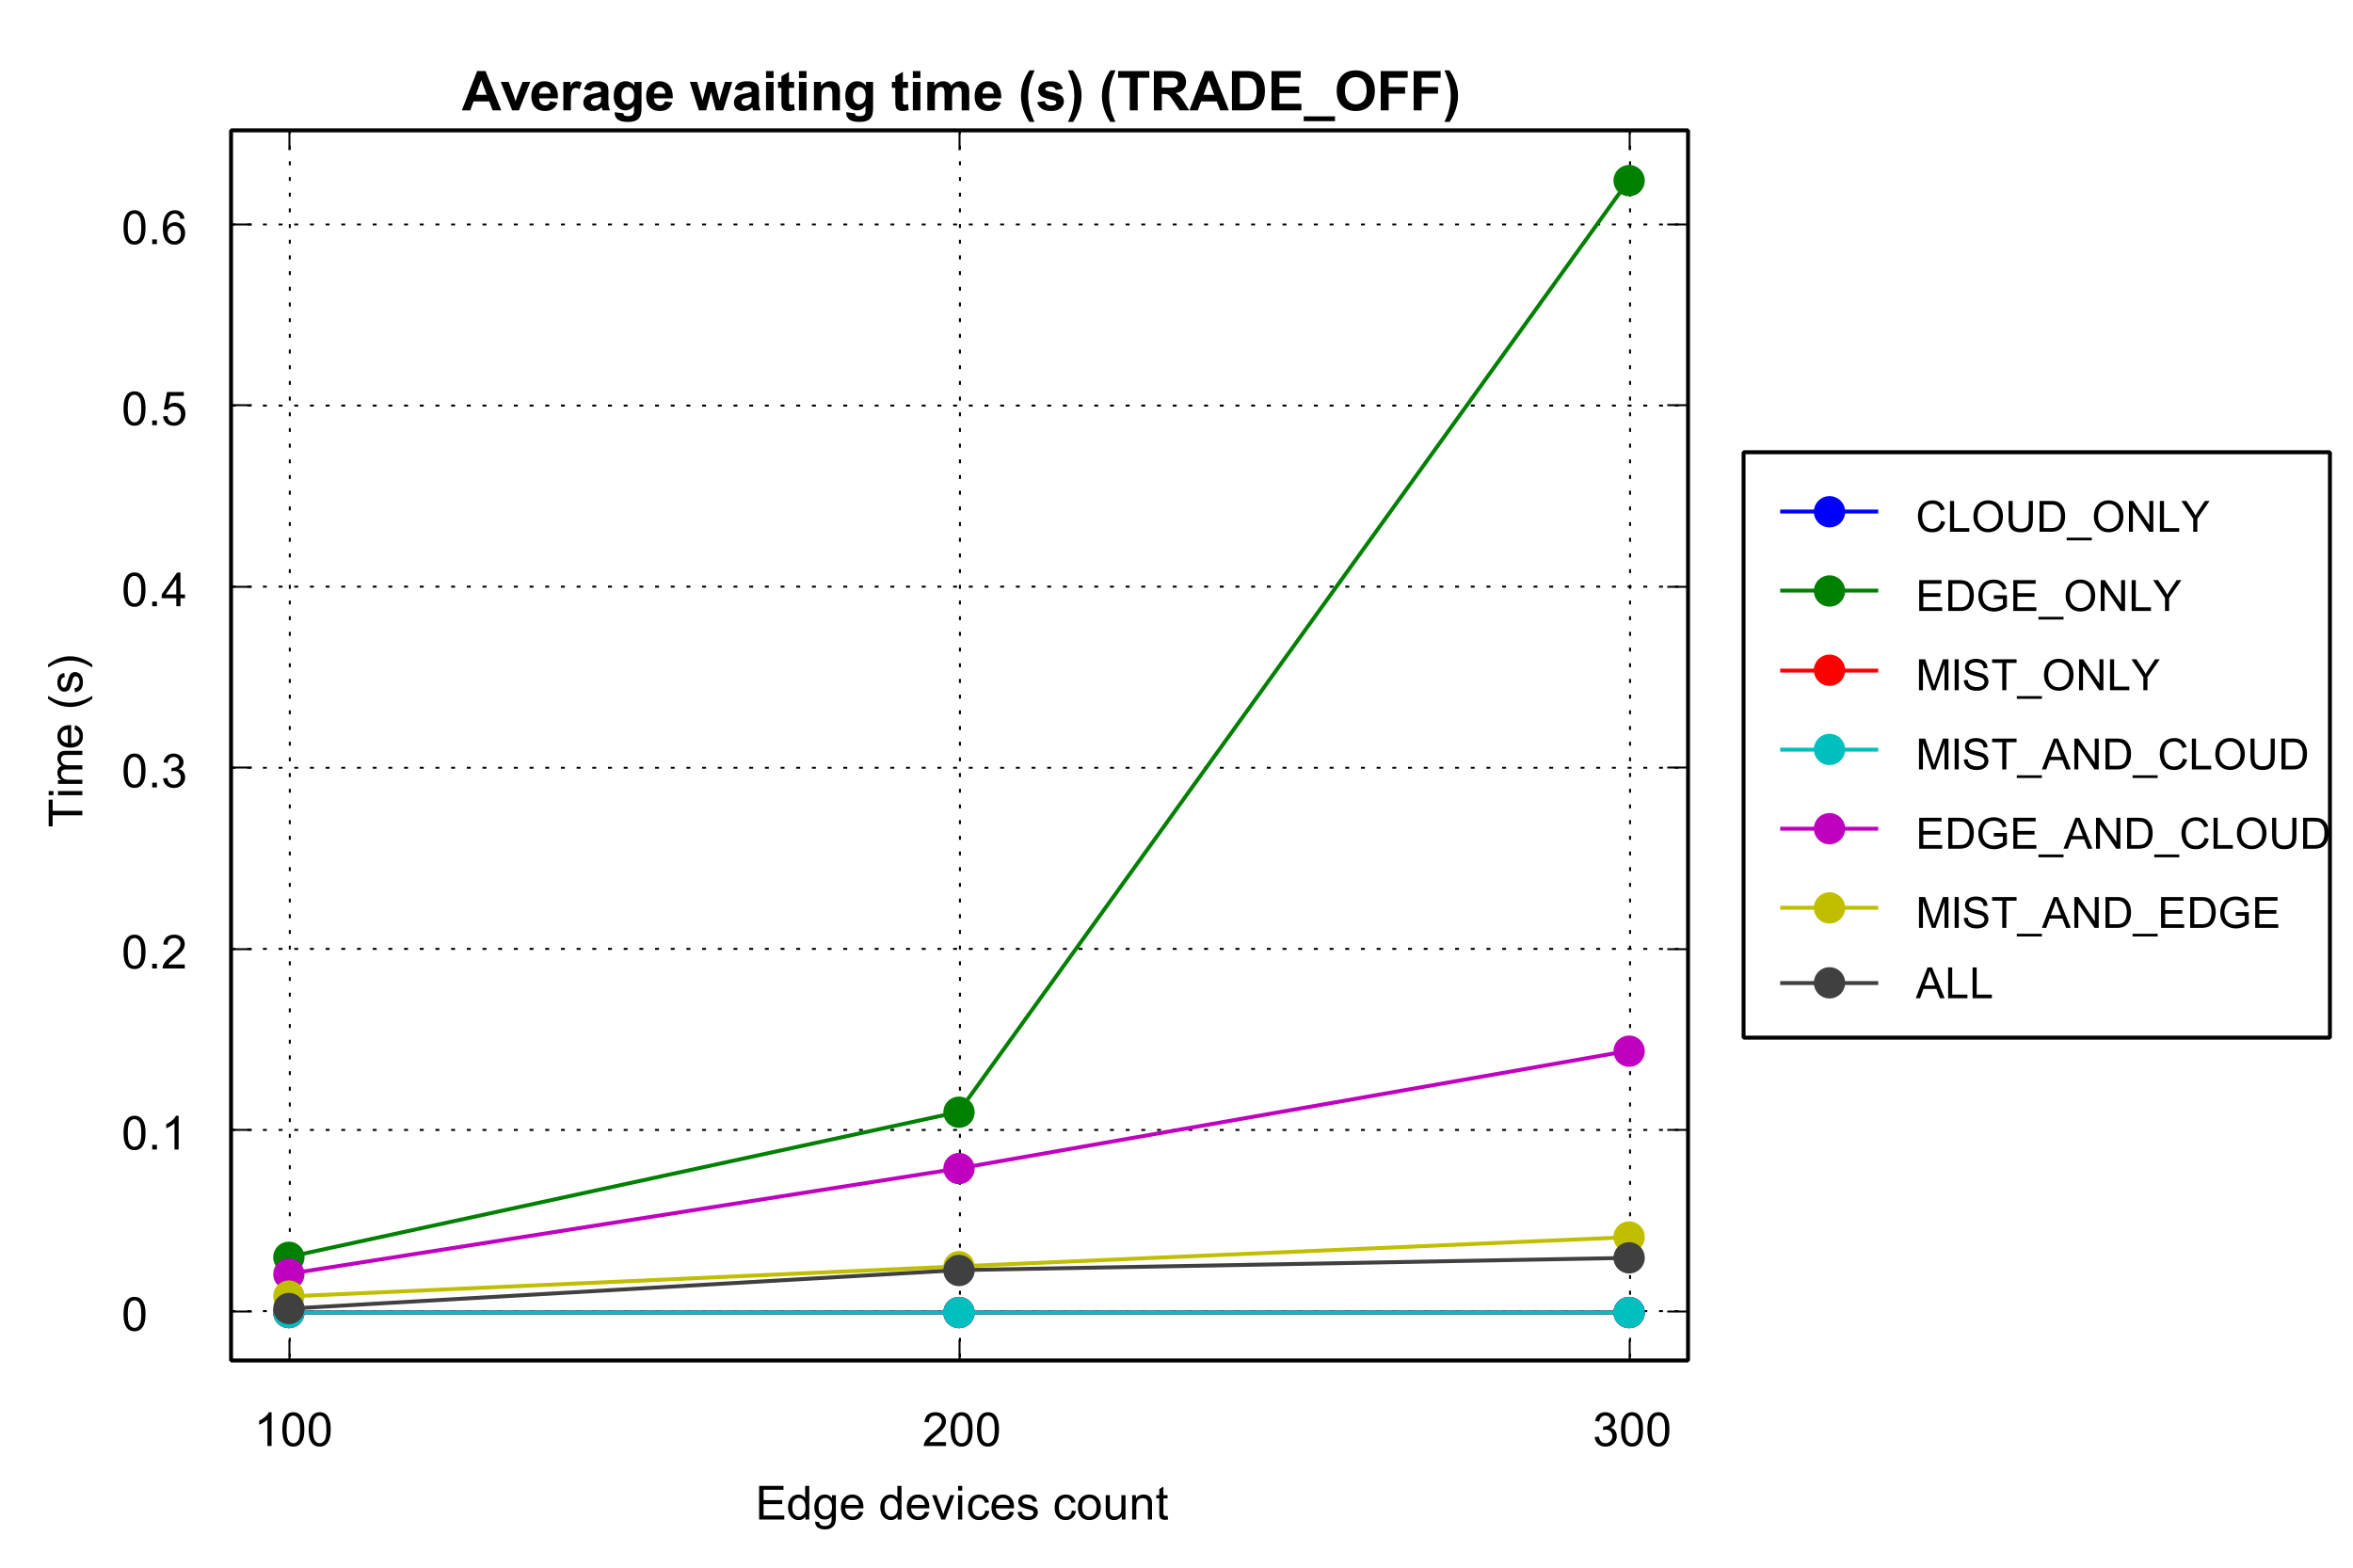 Average waiting time (s) (TRADE_OFF)
0.6
0.5
0.4
0.3
0.2
0.1
0
Time (s)
100
200
300
Edge devices count
CLOUD_ONLY
EDGE_ONLY
MIST_ONLY
MIST_AND_CLOUD
EDGE_AND_CLOUD
MIST_AND_EDGE
ALL